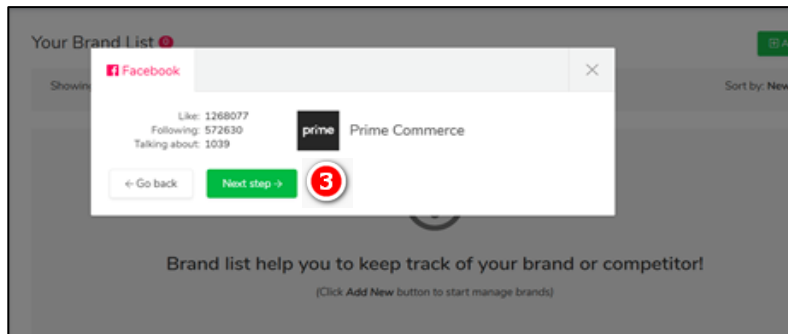 Your Brand List 0
Showing
Sort by: New
Facebook
Like: 1268077
Following: 572630
Talking about: 1039
prime
Prime Commerce
← Go back
Next step →
3
Brand list help you to keep track of your brand or competitor!
(Click Add New button to start manage brands)